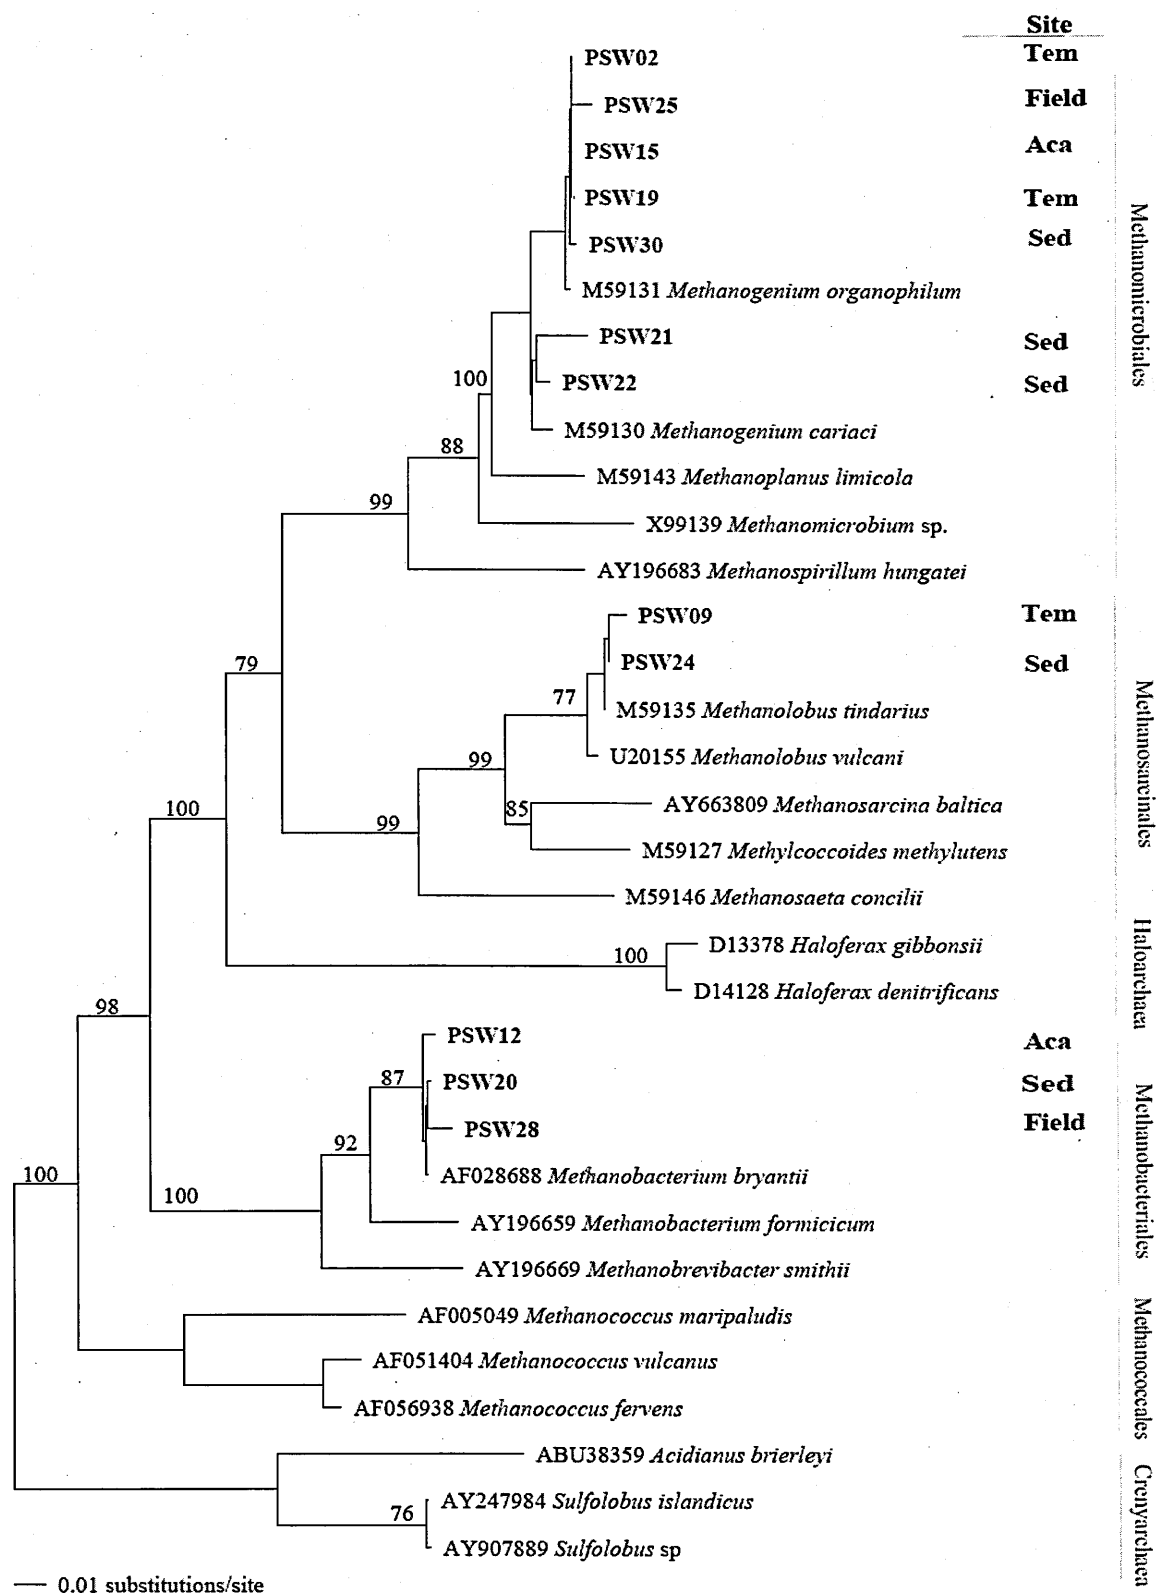 Site
PSW02 Tem
PSW25 Field
PSW15 Aca
PSW19 Tem
PSW30 Sed
M59131 Methanogenium organophilum
PSW21 Sed
PSW22 Sed
100
M59130 Methanogenium cariaci
88
M59143 Methanoplanus limicola
99
X99139 Methanomicrobium sp.
AY196683 Methanospirillum hungatei
Methanomicrobiales
PSW09 Tem
79
PSW24 Sed
77
M59135 Methanolobus tindarius
U20155 Methanolobus vulcani
99
85
AY663809 Methanosarcina baltica
100
99
M59127 Methylcoccoides methylutens
M59146 Methanosaeta concilii
Methanosarcinales
D13378 Haloferax gibbonsii
100
D14128 Haloferax denitrificans
Haloarchaea
98
PSW12 Aca
87
PSW20 Sed
PSW28 Field
92
AF028688 Methanobacterium bryantii
100
100
AY196659 Methanobacterium formicicum
AY196669 Methanobrevibacter smithii
Methanobacteriales
AF005049 Methanococcus maripaludis
AF051404 Methanococcus vulcanus
AF056938 Methanococcus fervens
Methanococcales
ABU38359 Acidianus brierleyi
AY247984 Sulfolobus islandicus
76
AY907889 Sulfolobus sp
Crenyarchaea
0.01 substitutions/site